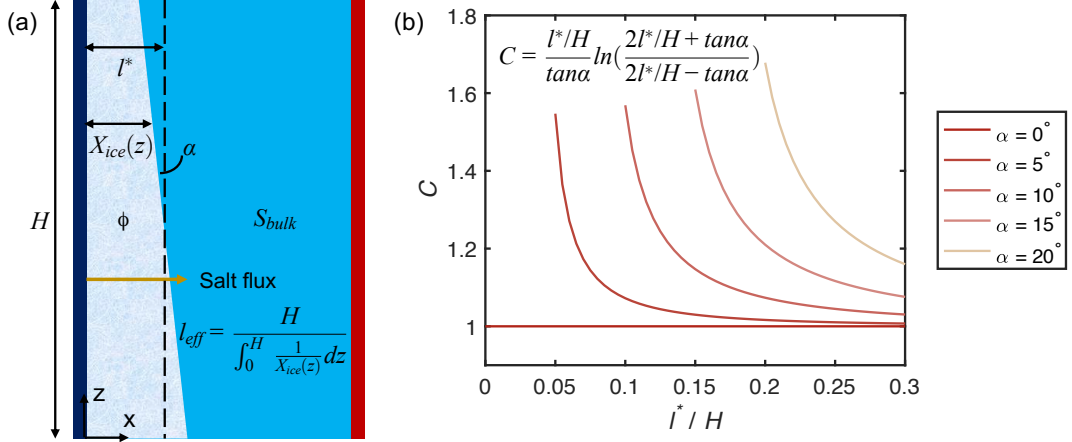 (a)
l*
X_ice(z)
α
H
ϕ
S_bulk
Salt flux
l_eff = H / ∫_0^H 1/X_ice(z) dz
z
x
(b)
C = (l*/H)/(tanα) ln((2l*/H + tanα)/(2l*/H − tanα))
1.8
1.6
1.4
1.2
1
C
0 0.05 0.1 0.15 0.2 0.25 0.3
l* / H
α = 0°
α = 5°
α = 10°
α = 15°
α = 20°